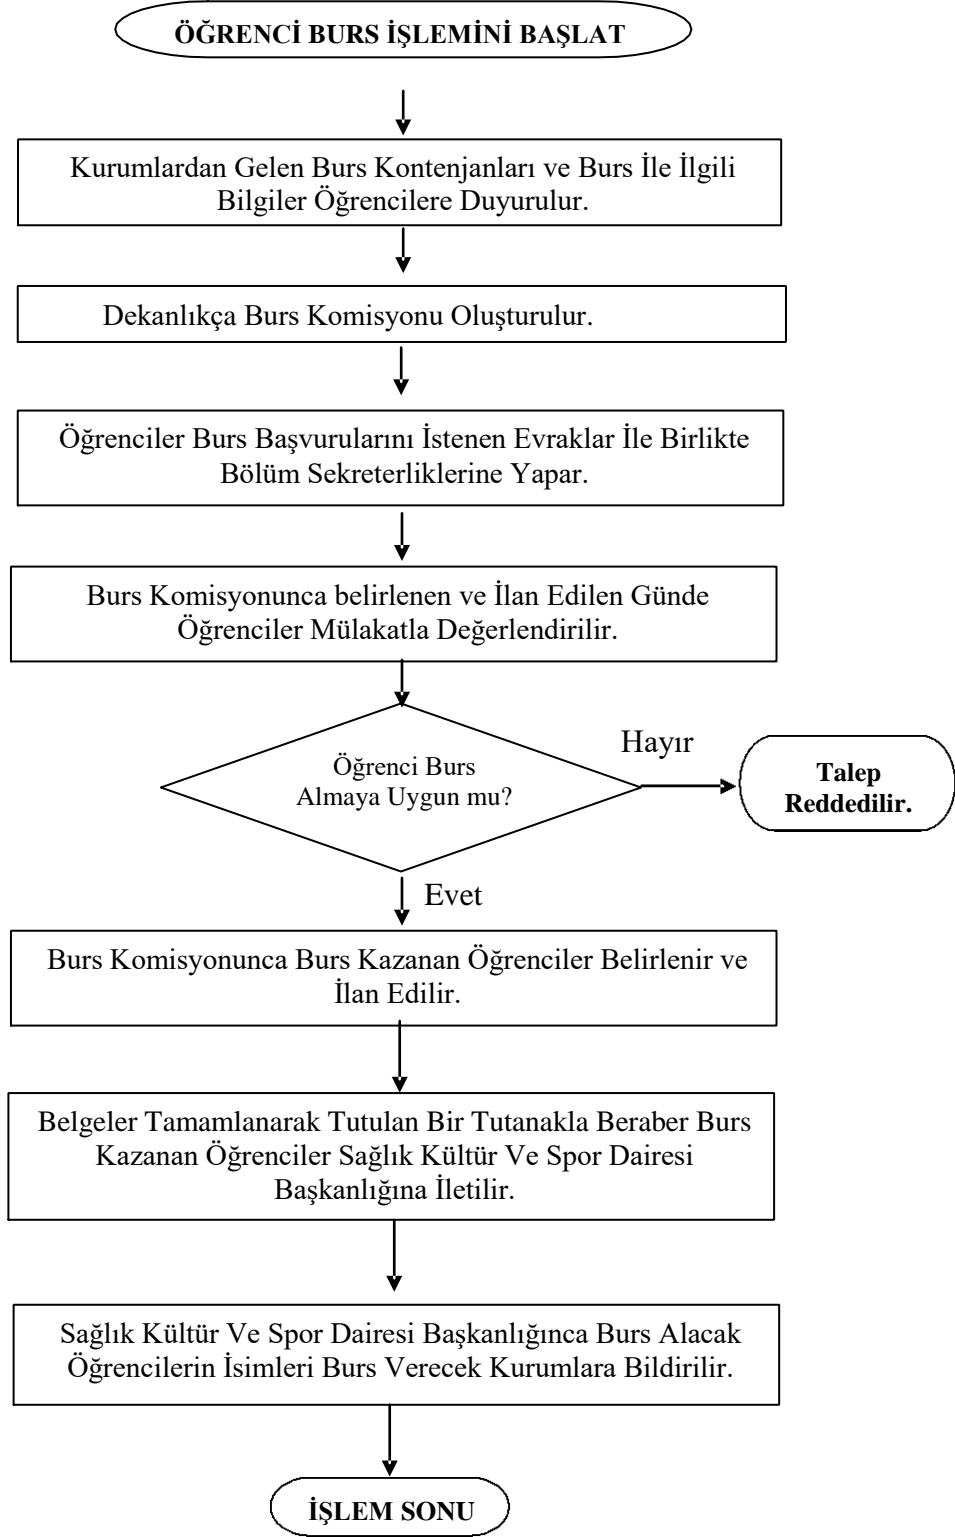 ÖĞRENCİ BURS İŞLEMİNİ BAŞLAT
Kurumlardan Gelen Burs Kontenjanları ve Burs İle İlgili
Bilgiler Öğrencilere Duyurulur.
Dekanlıkça Burs Komisyonu Oluşturulur.
Öğrenciler Burs Başvurularını İstenen Evraklar İle Birlikte
Bölüm Sekreterliklerine Yapar.
Burs Komisyonunca belirlenen ve İlan Edilen Günde
Öğrenciler Mülakatla Değerlendirilir.
Öğrenci Burs
Almaya Uygun mu?
Hayır
Talep
Reddedilir.
Evet
Burs Komisyonunca Burs Kazanan Öğrenciler Belirlenir ve
İlan Edilir.
Belgeler Tamamlanarak Tutulan Bir Tutanakla Beraber Burs
Kazanan Öğrenciler Sağlık Kültür Ve Spor Dairesi
Başkanlığına İletilir.
Sağlık Kültür Ve Spor Dairesi Başkanlığınca Burs Alacak
Öğrencilerin İsimleri Burs Verecek Kurumlara Bildirilir.
İŞLEM SONU